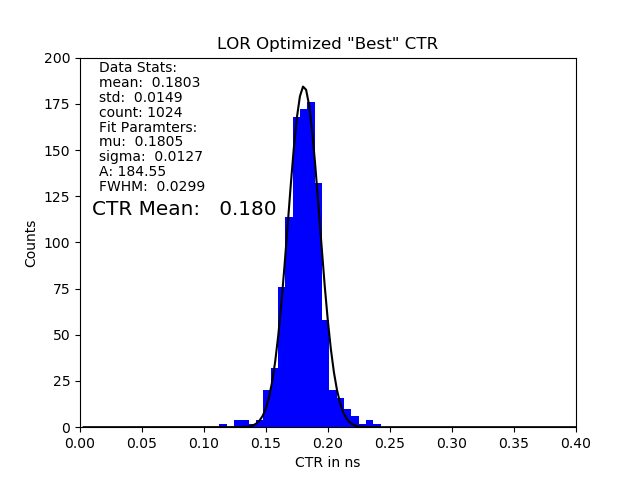 LOR Optimized "Best" CTR
Data Stats:
mean:  0.1803
std:  0.0149
count: 1024
Fit Paramters:
mu:  0.1805
sigma:  0.0127
A: 184.55
FWHM:  0.0299
CTR Mean:   0.180
Counts
200
175
150
125
100
75
50
25
0
0.00 0.05 0.10 0.15 0.20 0.25 0.30 0.35 0.40
CTR in ns